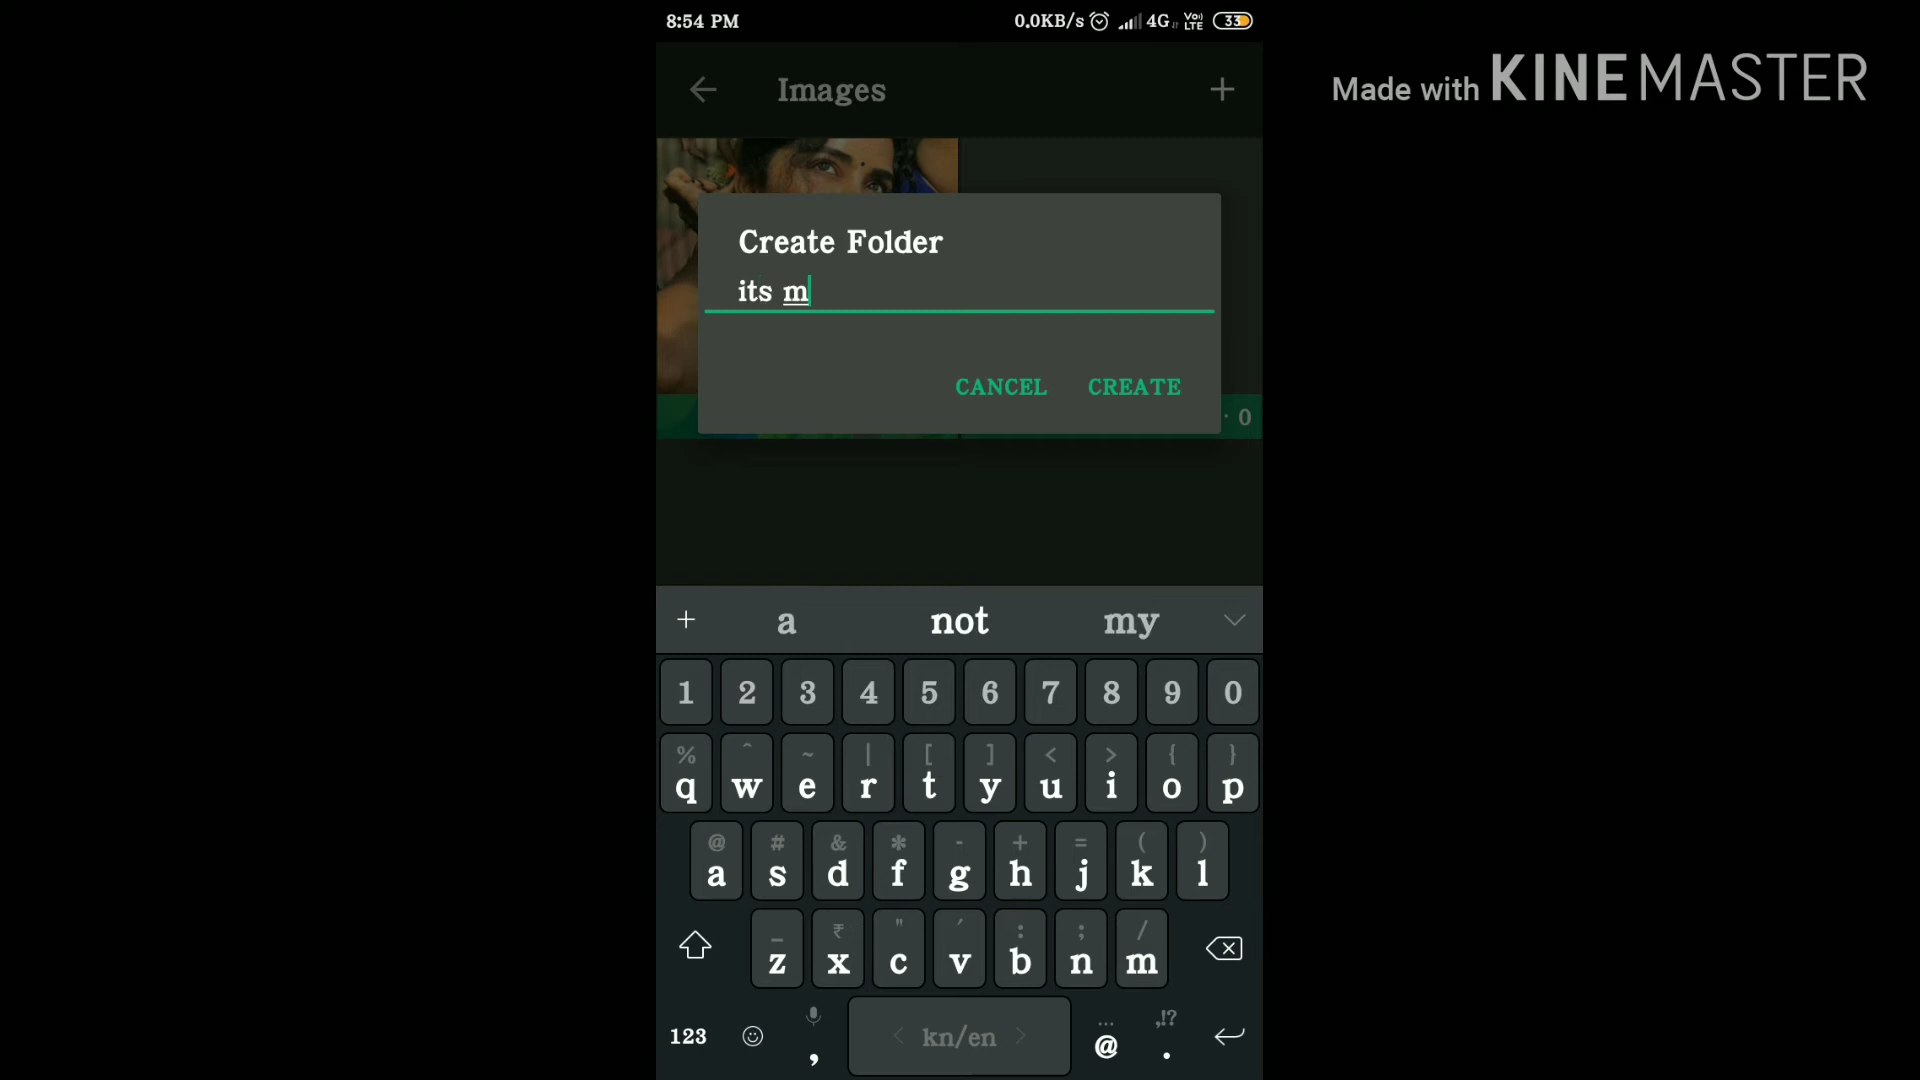 8:54 PM 0.0KB/s 4G Vo) LTE 33
Made with KINEMASTER
Images +
Create Folder
its m
CANCEL CREATE
· 0
+ a not my
1 2 3 4 5 6 7 8 9 0
% ^ ~ | [ ] < > { }
q w e r t y u i o p
@ # & * - + = ( )
a s d f g h j k l
_ ₹ " ' : ; /
z x c v b n m
... ,!?
123 , < kn/en > @ .